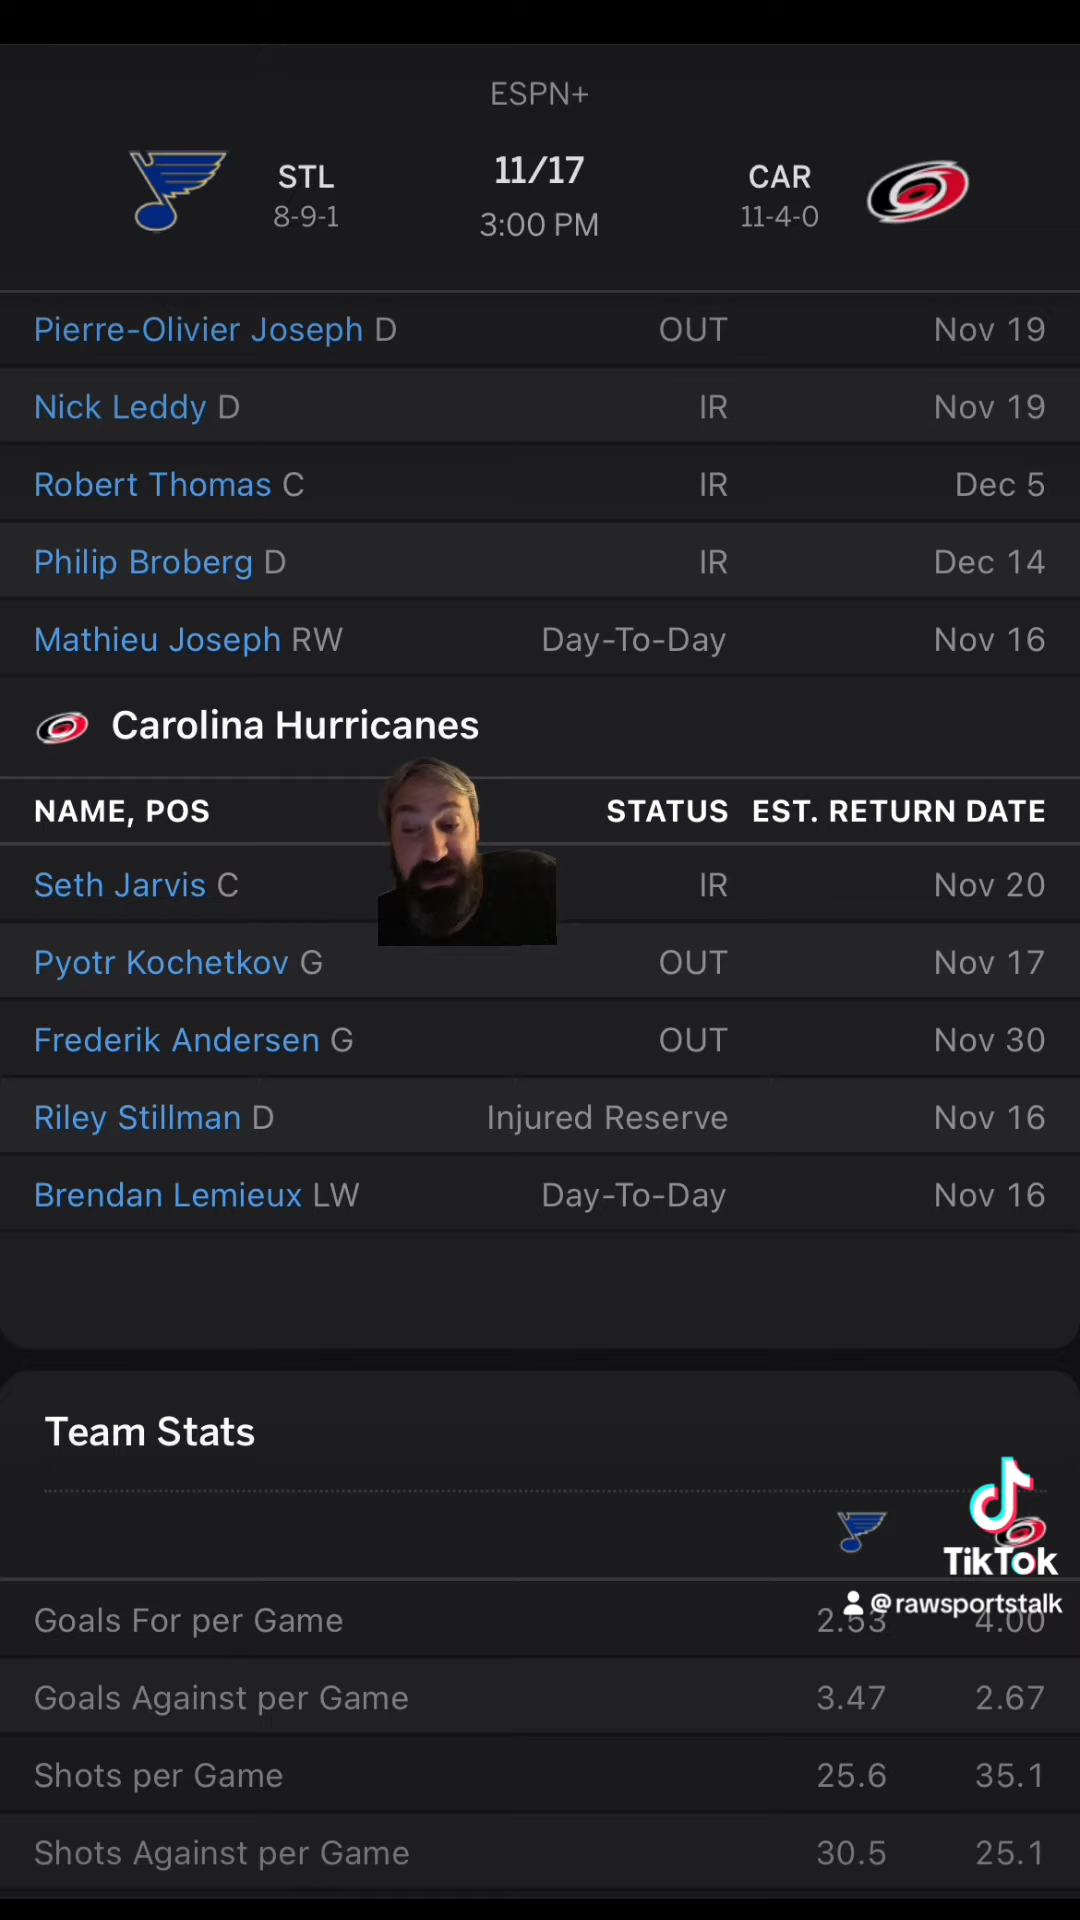 ESPN+
STL 11/17 CAR
8-9-1 3:00 PM 11-4-0
Pierre-Olivier Joseph D OUT Nov 19
Nick Leddy D IR Nov 19
Robert Thomas C IR Dec 5
Philip Broberg D IR Dec 14
Mathieu Joseph RW Day-To-Day Nov 16
Carolina Hurricanes
NAME, POS STATUS EST. RETURN DATE
Seth Jarvis C IR Nov 20
Pyotr Kochetkov G OUT Nov 17
Frederik Andersen G OUT Nov 30
Riley Stillman D Injured Reserve Nov 16
Brendan Lemieux LW Day-To-Day Nov 16
Team Stats
TikTok
@rawsportstalk
Goals For per Game 2.53 4.00
Goals Against per Game 3.47 2.67
Shots per Game 25.6 35.1
Shots Against per Game 30.5 25.1